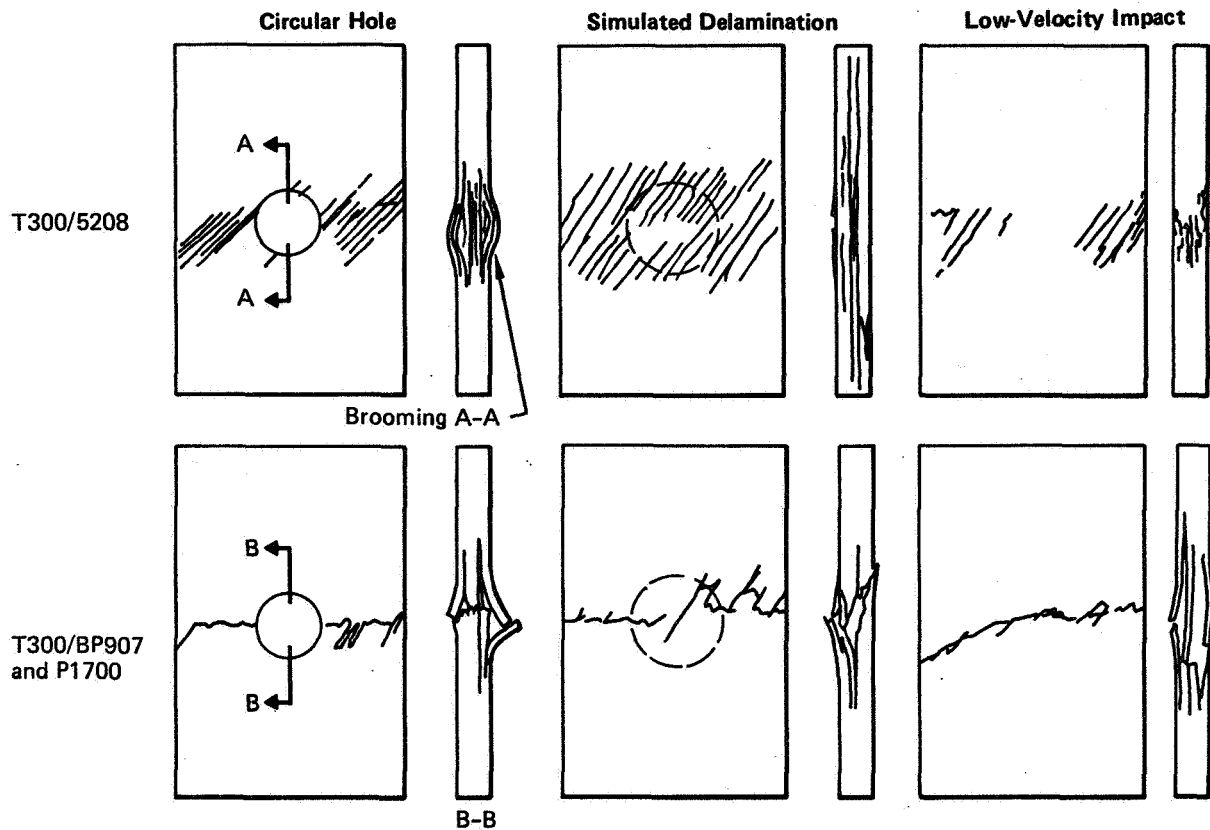 Circular Hole
Simulated Delamination
Low-Velocity Impact
A
T300/5208
A
Brooming A-A
B
T300/BP907
and P1700
B
B-B